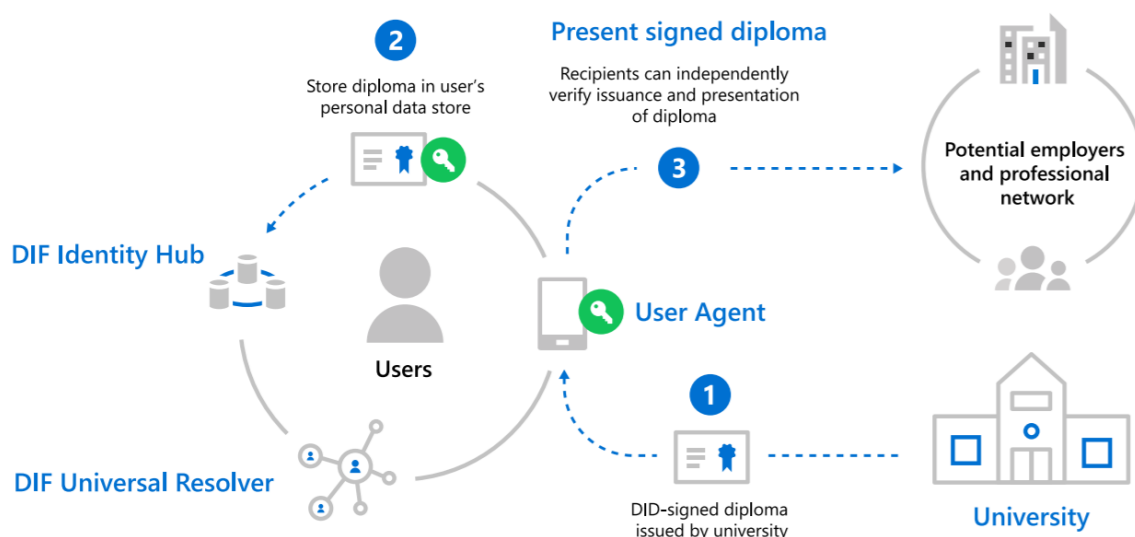 2
Store diploma in user's
personal data store
Present signed diploma
Recipients can independently
verify issuance and presentation
of diploma
3
Potential employers
and professional
network
DIF Identity Hub
Users
User Agent
1
DID-signed diploma
issued by university
DIF Universal Resolver
University